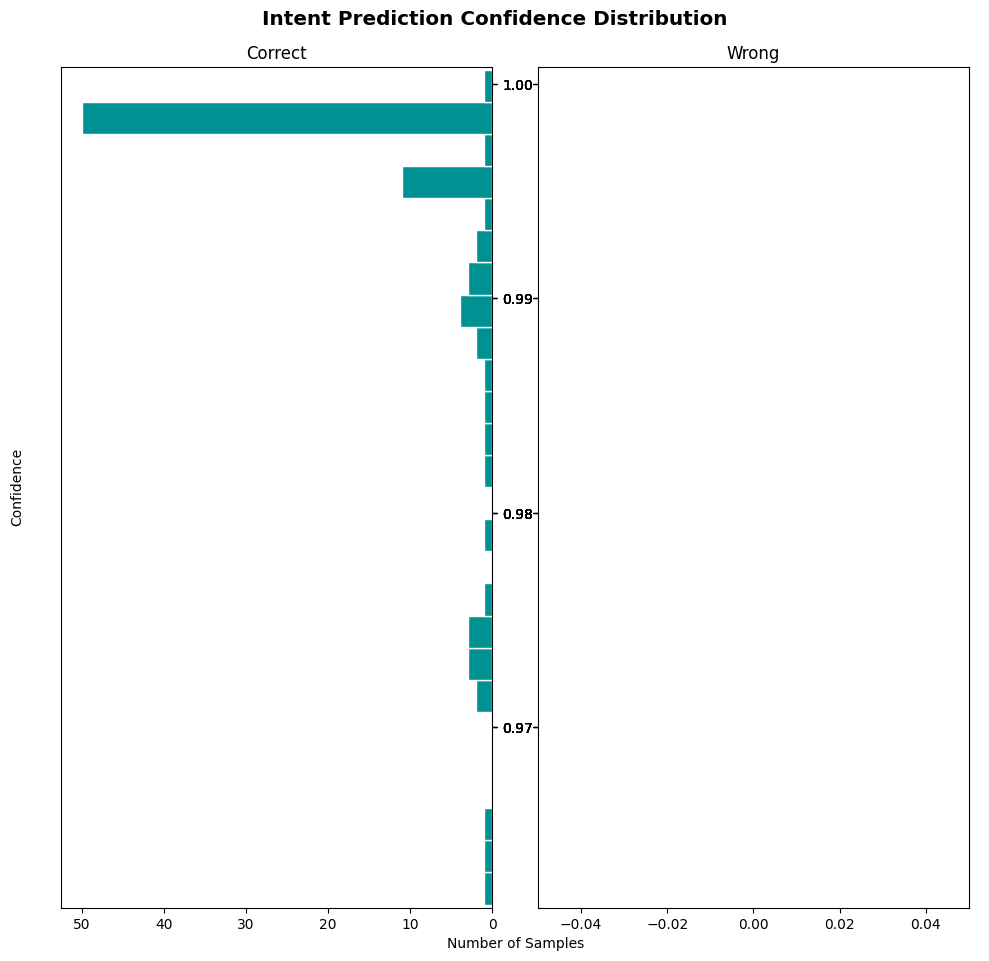 Intent Prediction Confidence Distribution
Correct
Wrong
1.00
0.99
0.98
0.97
Confidence
50 40 30 20 10 0
−0.04 −0.02 0.00 0.02 0.04
Number of Samples